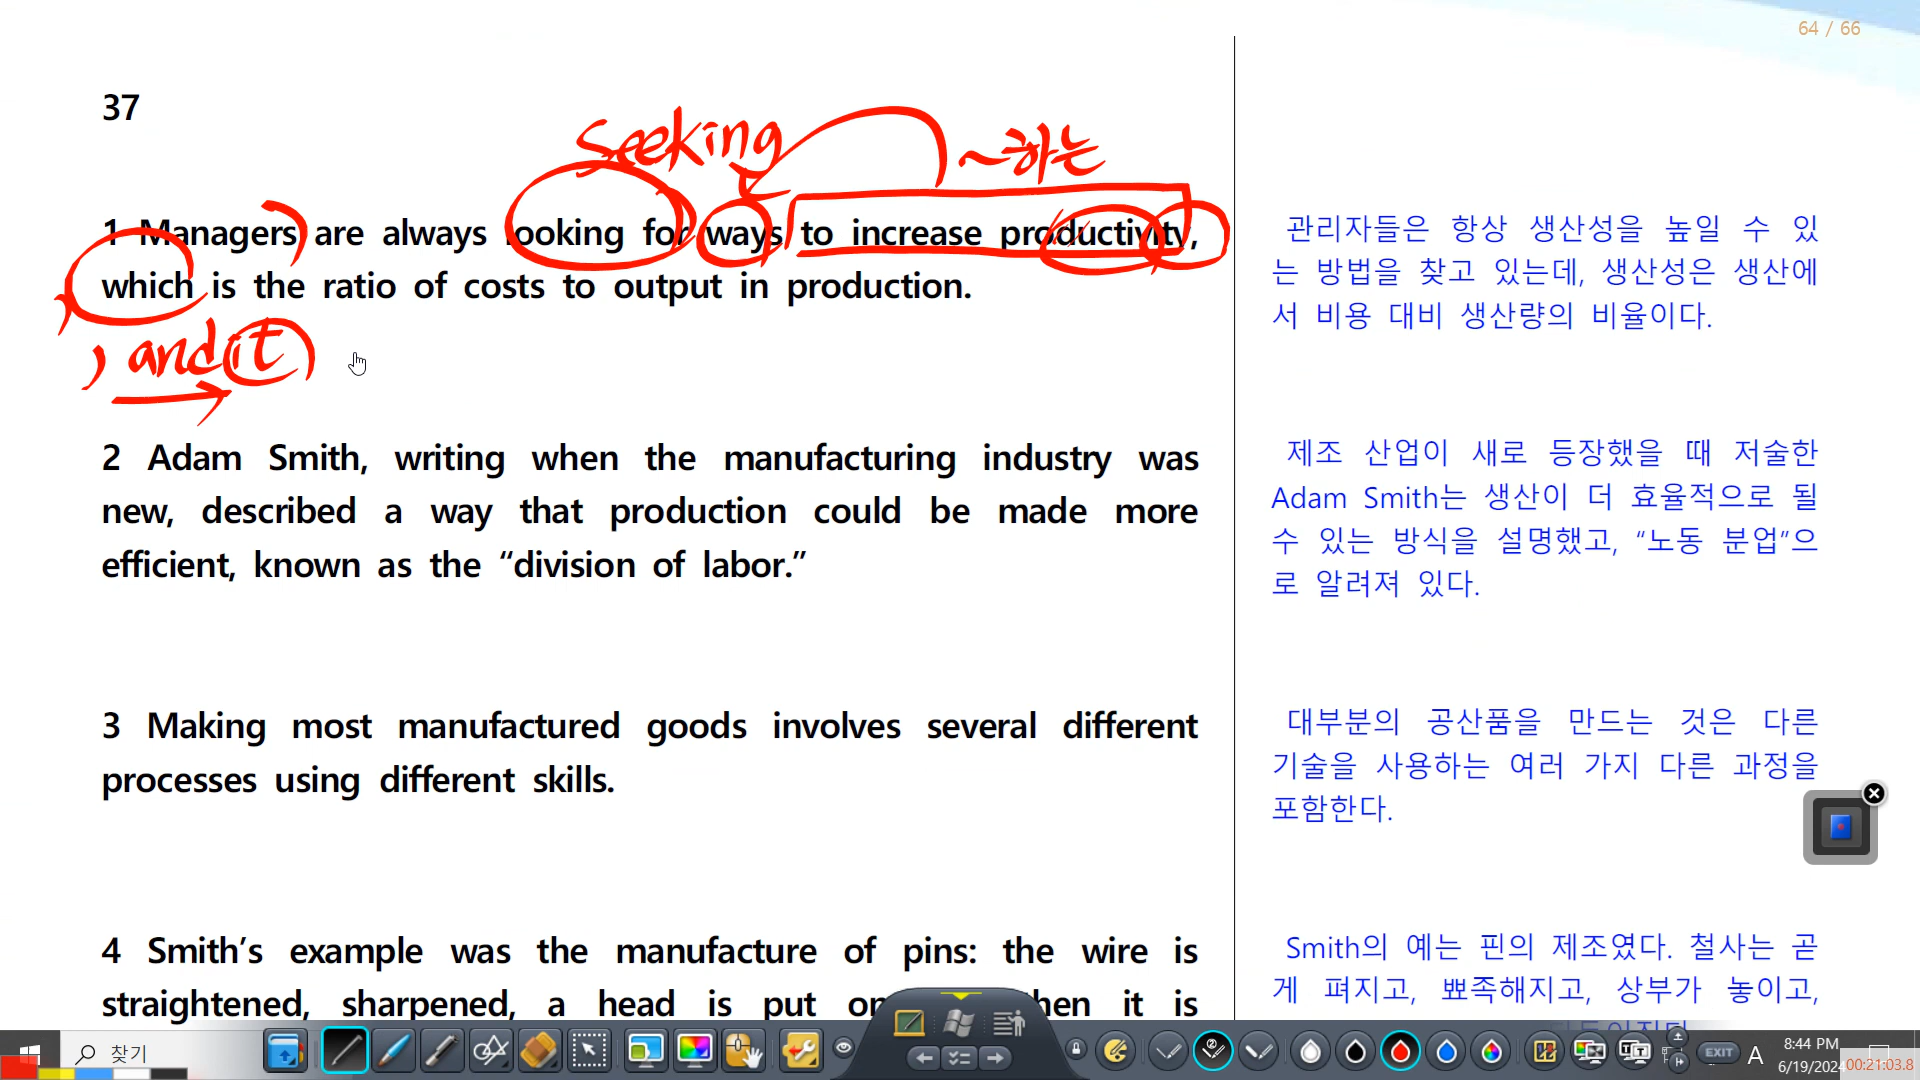 64 / 66
37
Seeking
~하는
1 Managers are always looking for ways to increase productivity,
which is the ratio of costs to output in production.
, and it
2 Adam Smith, writing when the manufacturing industry was
new, described a way that production could be made more
efficient, known as the “division of labor.”
3 Making most manufactured goods involves several different
processes using different skills.
4 Smith’s example was the manufacture of pins: the wire is
straightened, sharpened, a head is put on, then it is
관리자들은 항상 생산성을 높일 수 있
는 방법을 찾고 있는데, 생산성은 생산에
서 비용 대비 생산량의 비율이다.
제조 산업이 새로 등장했을 때 저술한
Adam Smith는 생산이 더 효율적으로 될
수 있는 방식을 설명했고, “노동 분업”으
로 알려져 있다.
대부분의 공산품을 만드는 것은 다른
기술을 사용하는 여러 가지 다른 과정을
포함한다.
Smith의 예는 핀의 제조였다. 철사는 곧
게 펴지고, 뾰족해지고, 상부가 놓이고,
찾기
EXIT
A
8:44 PM
6/19/2024
00:21:03.8